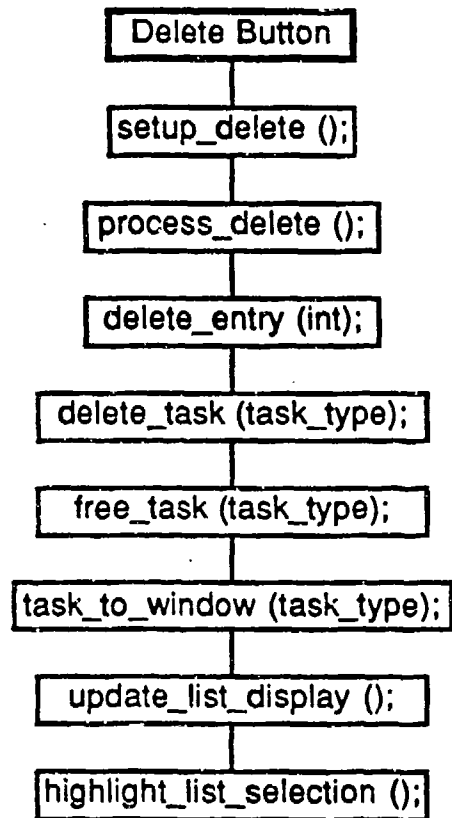 Delete Button
setup_delete ();
process_delete ();
delete_entry (int);
delete_task (task_type);
free_task (task_type);
task_to_window (task_type);
update_list_display ();
highlight_list_selection ();